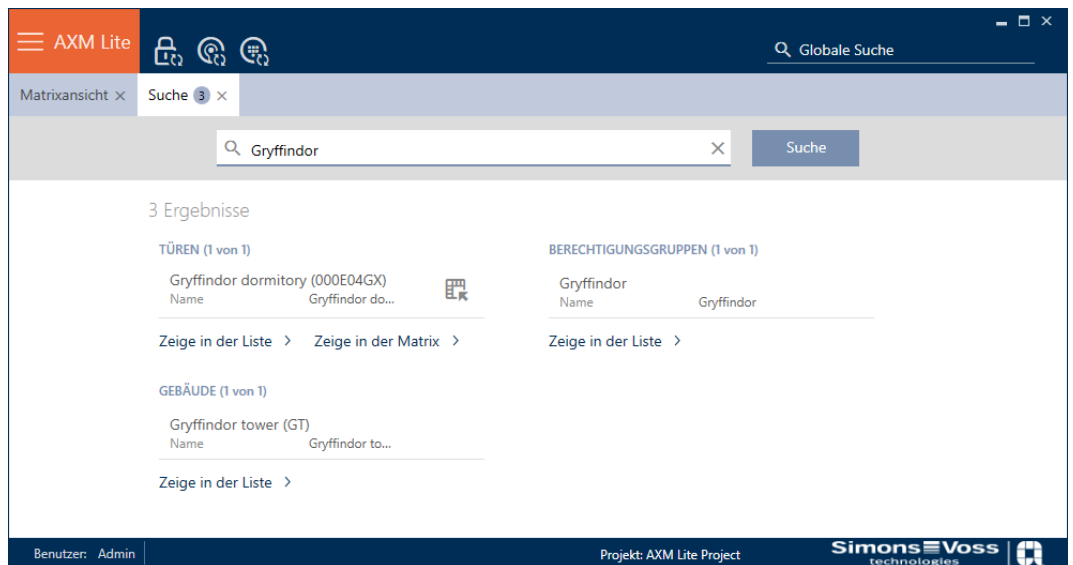 AXM Lite
Globale Suche
Matrixansicht
Suche 3
Gryffindor
Suche
3 Ergebnisse
TÜREN (1 von 1)
Gryffindor dormitory (000E04GX)
Name Gryffindor do...
Zeige in der Liste > Zeige in der Matrix >
BERECHTIGUNGSGRUPPEN (1 von 1)
Gryffindor
Name Gryffindor
Zeige in der Liste >
GEBÄUDE (1 von 1)
Gryffindor tower (GT)
Name Gryffindor to...
Zeige in der Liste >
Benutzer: Admin
Projekt: AXM Lite Project
SimonsVoss
technologies